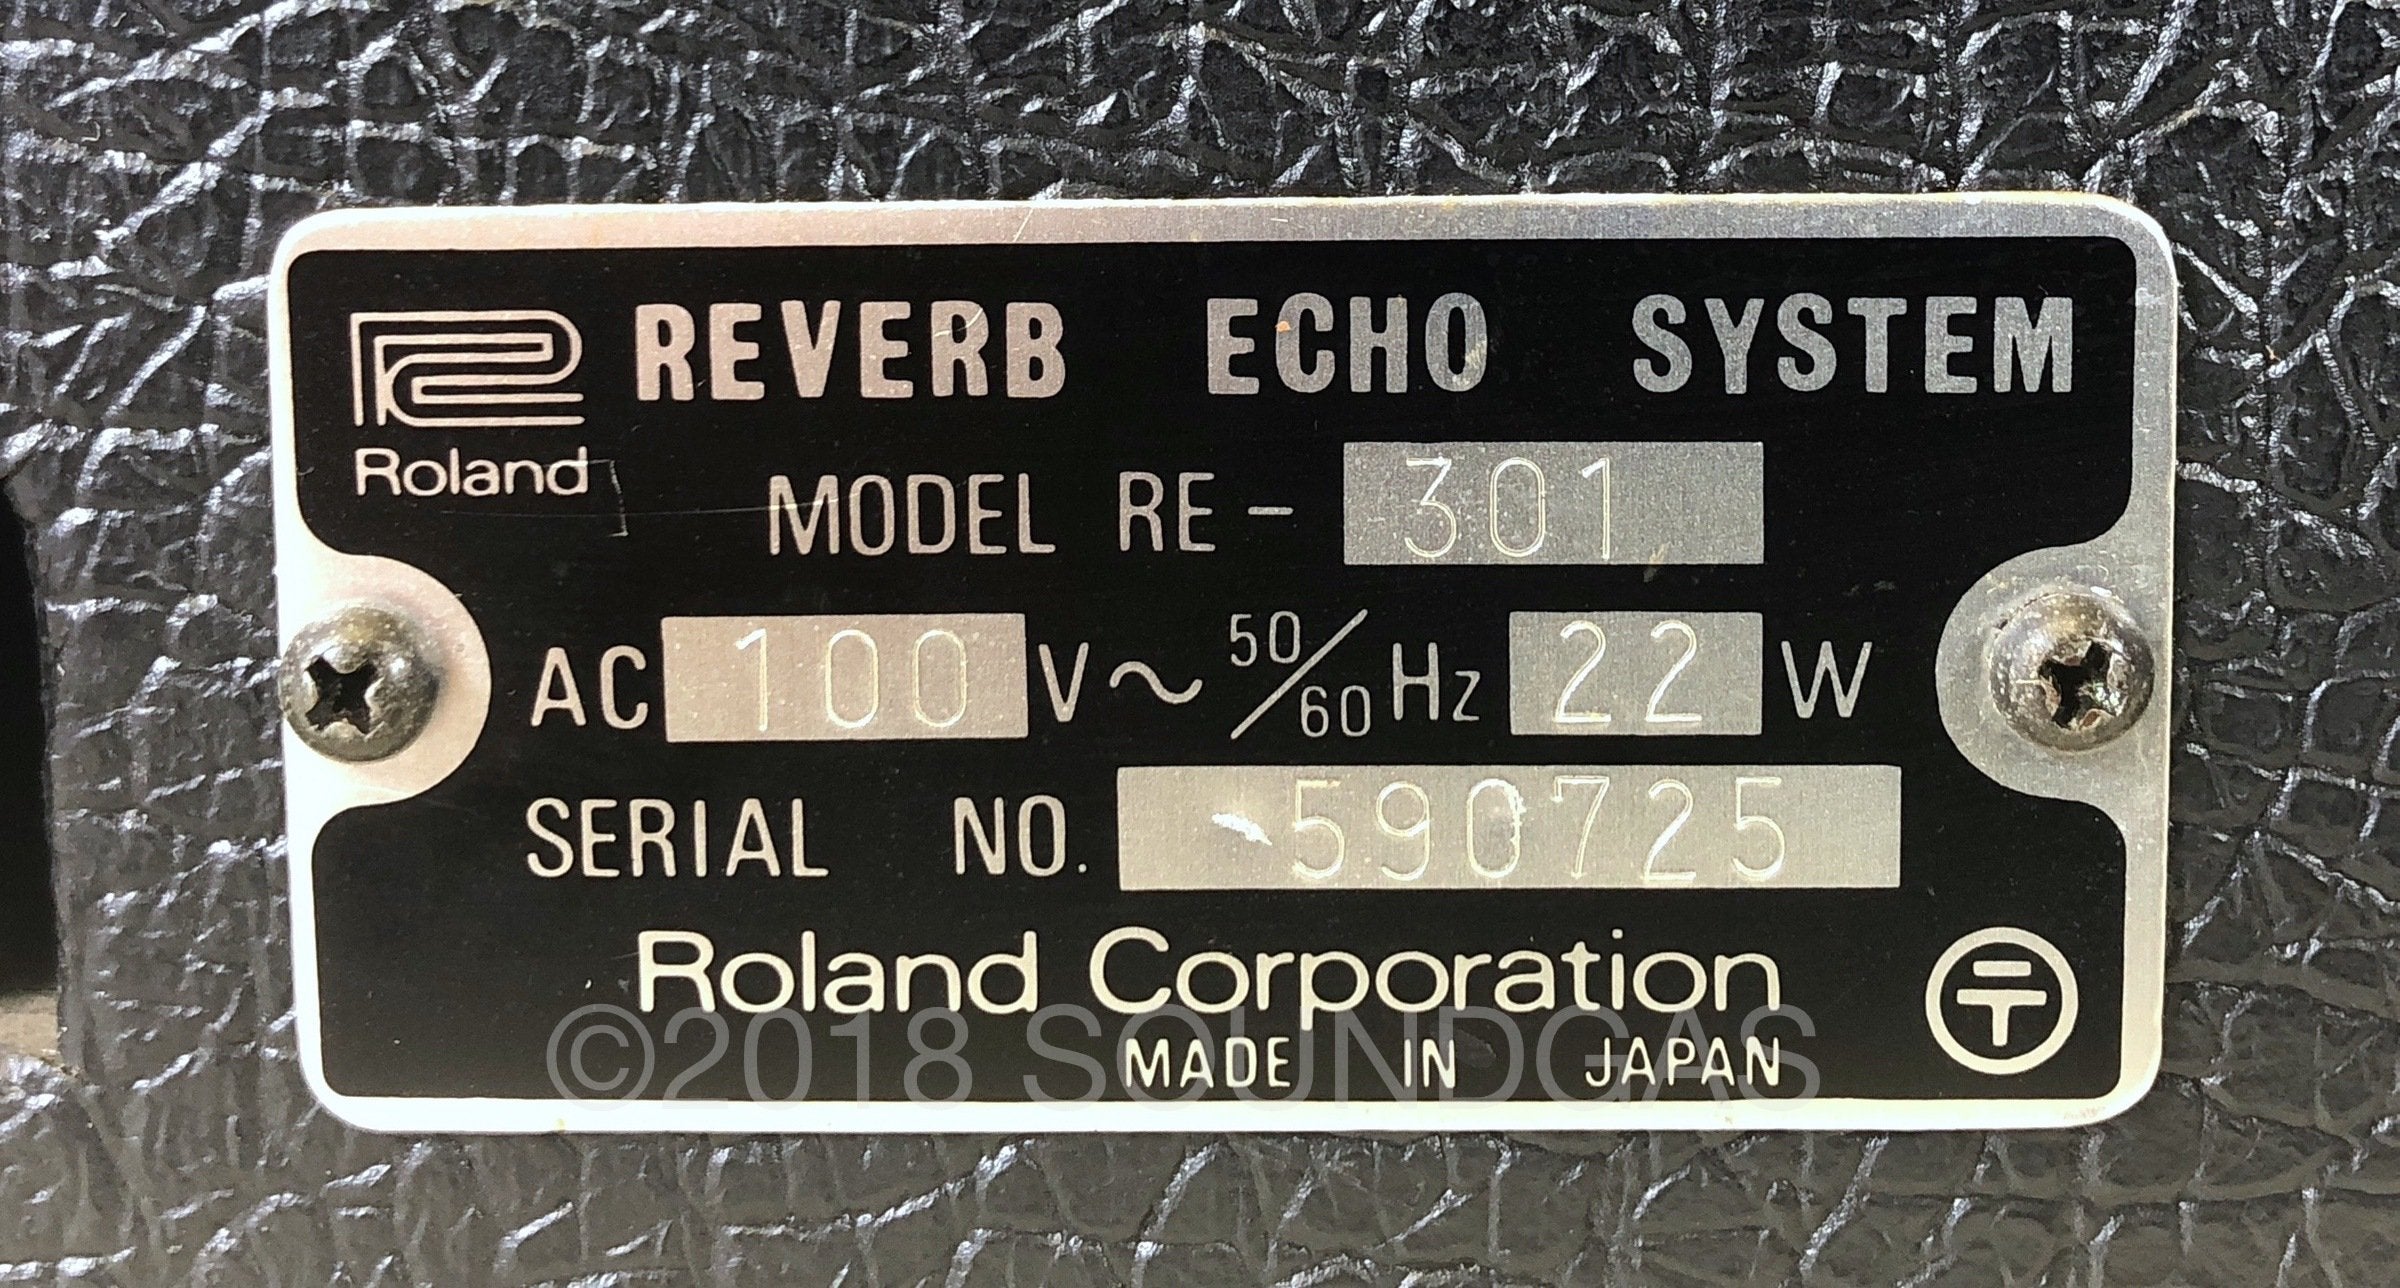 REVERB ECHO SYSTEM
Roland
MODEL RE-301
AC 100 V~ 50/60 Hz 22 W
SERIAL NO. 590725
Roland Corporation
©2018 SOUNDGAS
MADE IN JAPAN